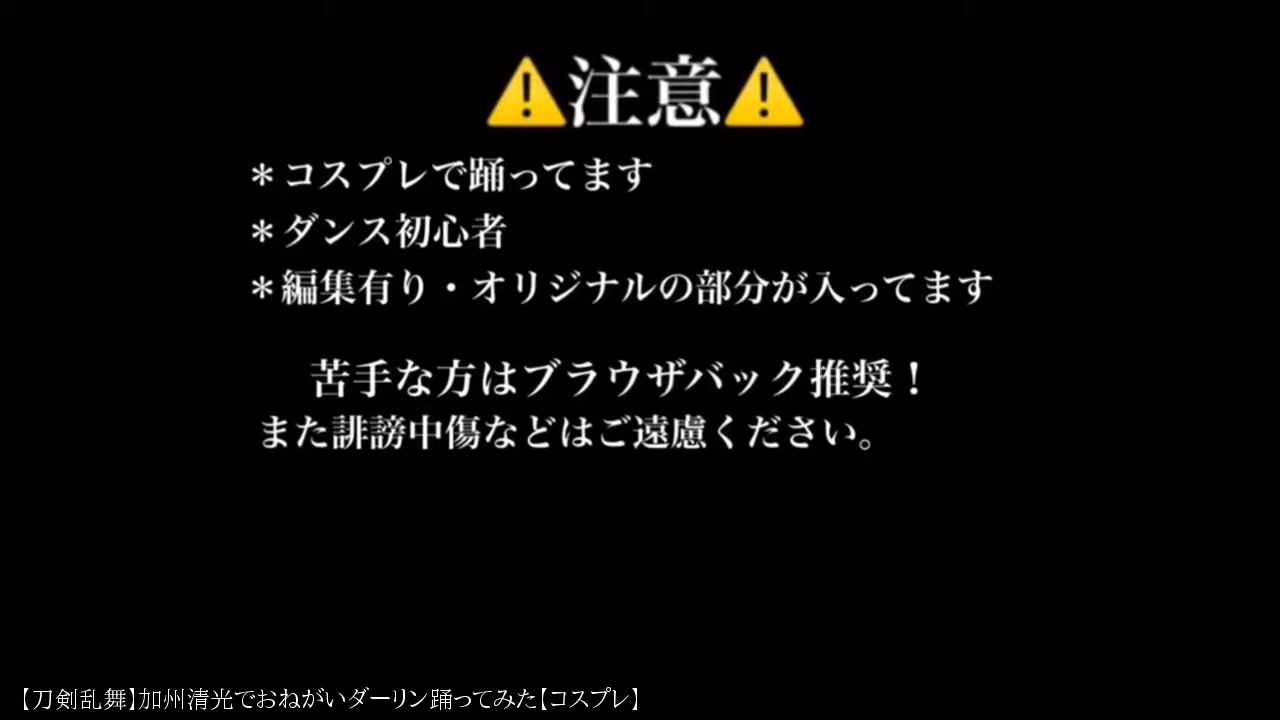 ⚠️注意⚠️
＊コスプレで踊ってます
＊ダンス初心者
＊編集有り・オリジナルの部分が入ってます
苦手な方はブラウザバック推奨！
また誹謗中傷などはご遠慮ください。
【刀剣乱舞】加州清光でおねがいダーリン踊ってみた【コスプレ】